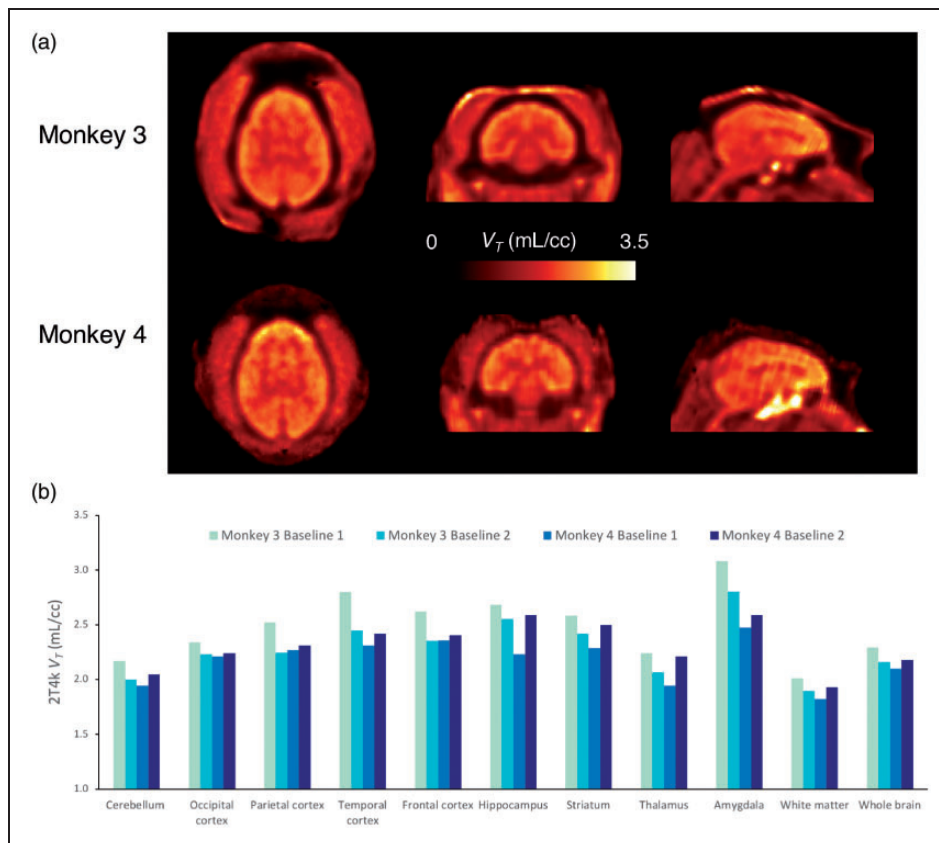 (a)
Monkey 3
0 V_T (mL/cc) 3.5
Monkey 4
(b)
3.5
3.0
2.5
2.0
1.5
1.0
2T4k V_T (mL/cc)
Monkey 3 Baseline 1 Monkey 3 Baseline 2 Monkey 4 Baseline 1 Monkey 4 Baseline 2
Cerebellum Occipital Parietal cortex Temporal Frontal cortex Hippocampus Striatum Thalamus Amygdala White matter Whole brain
cortex cortex